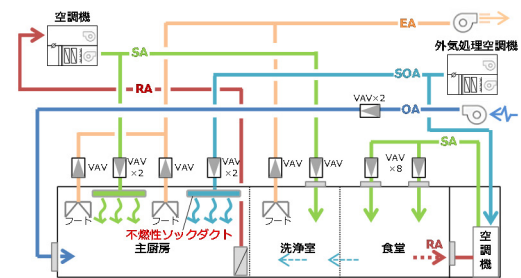 空調機
EA
SA
外気処理空調機
SOA
RA
VAV×2
OA
SA
VAV
VAV
×2
VAV
VAV
×2
VAV
VAV
VAV
×8
フード
フード
フード
不燃性ソックダクト
主厨房
洗浄室
食堂
RA
空調機